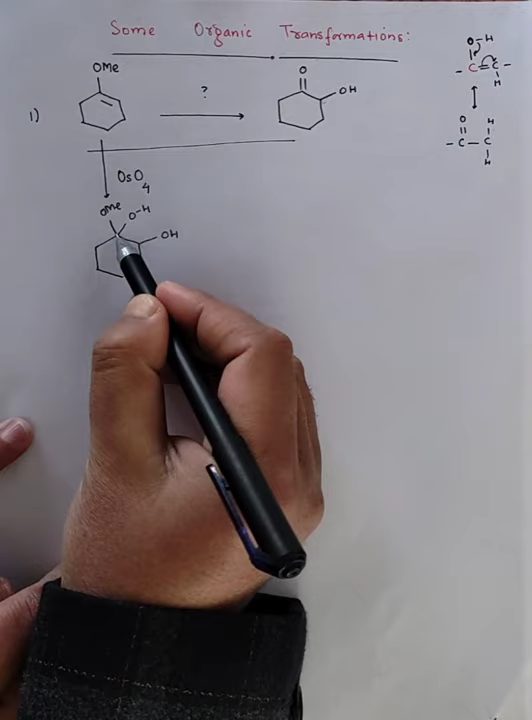 Some Organic Transformations:
OMe
?
O
OH
1)
OsO4
OMe
O-H
OH
O-H
- C = C -
H
O H
- C - C -
H